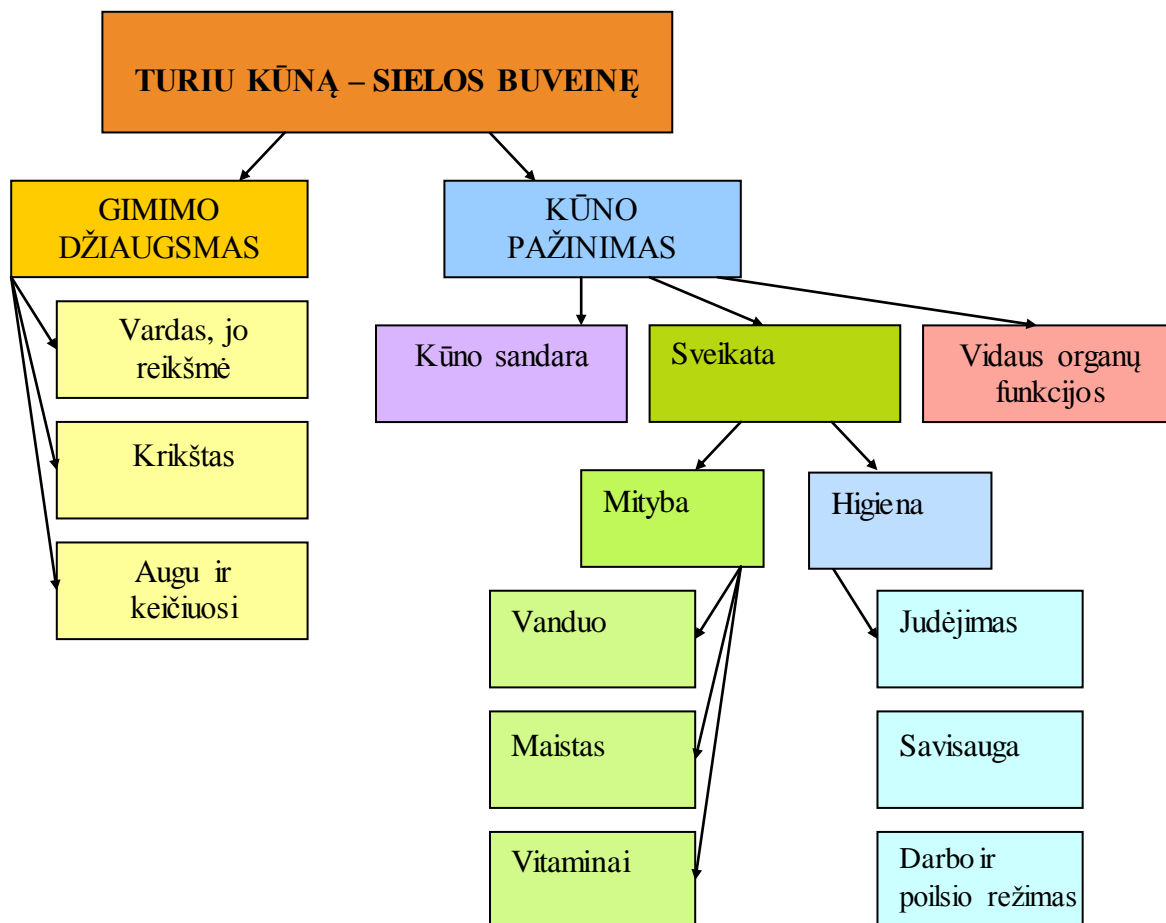 TURIU KŪNĄ – SIELOS BUVEINĘ
GIMIMO
DŽIAUGSMAS
Vardas, jo
reikšmė
Krikštas
Augu ir
keičiuosi
KŪNO
PAŽINIMAS
Kūno sandara
Sveikata
Vidaus organų
funkcijos
Mityba
Higiena
Vanduo
Maistas
Vitaminai
Judėjimas
Savisauga
Darbo ir
poilsio režimas